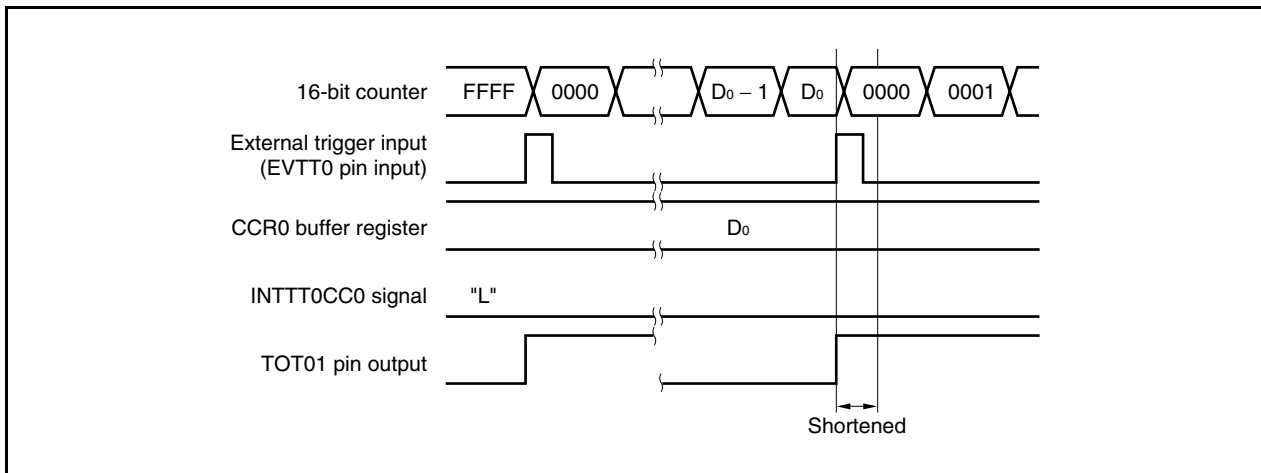 16-bit counter FFFF 0000 D₀ − 1 D₀ 0000 0001
External trigger input
(EVTT0 pin input)
CCR0 buffer register D₀
INTTT0CC0 signal "L"
TOT01 pin output
Shortened